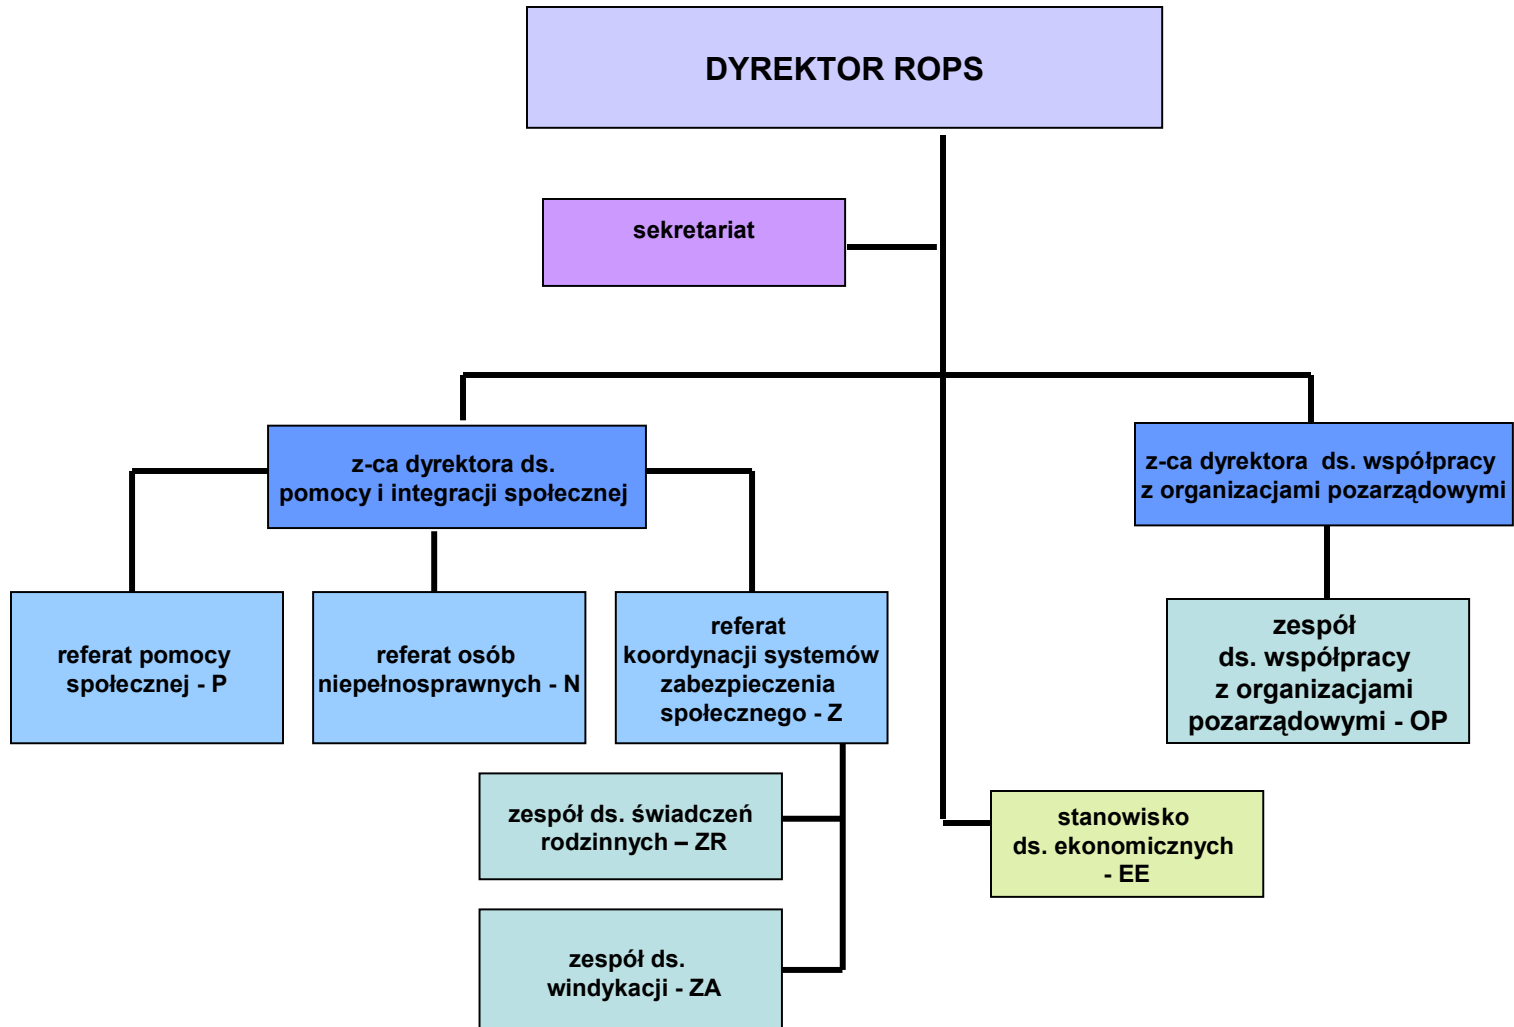 DYREKTOR ROPS
sekretariat
z-ca dyrektora ds.
pomocy i integracji społecznej
z-ca dyrektora ds. współpracy
z organizacjami pozarządowymi
referat pomocy
społecznej - P
referat osób
niepełnosprawnych - N
referat
koordynacji systemów
zabezpieczenia
społecznego - Z
zespół
ds. współpracy
z organizacjami
pozarządowymi - OP
zespół ds. świadczeń
rodzinnych – ZR
stanowisko
ds. ekonomicznych
- EE
zespół ds.
windykacji - ZA